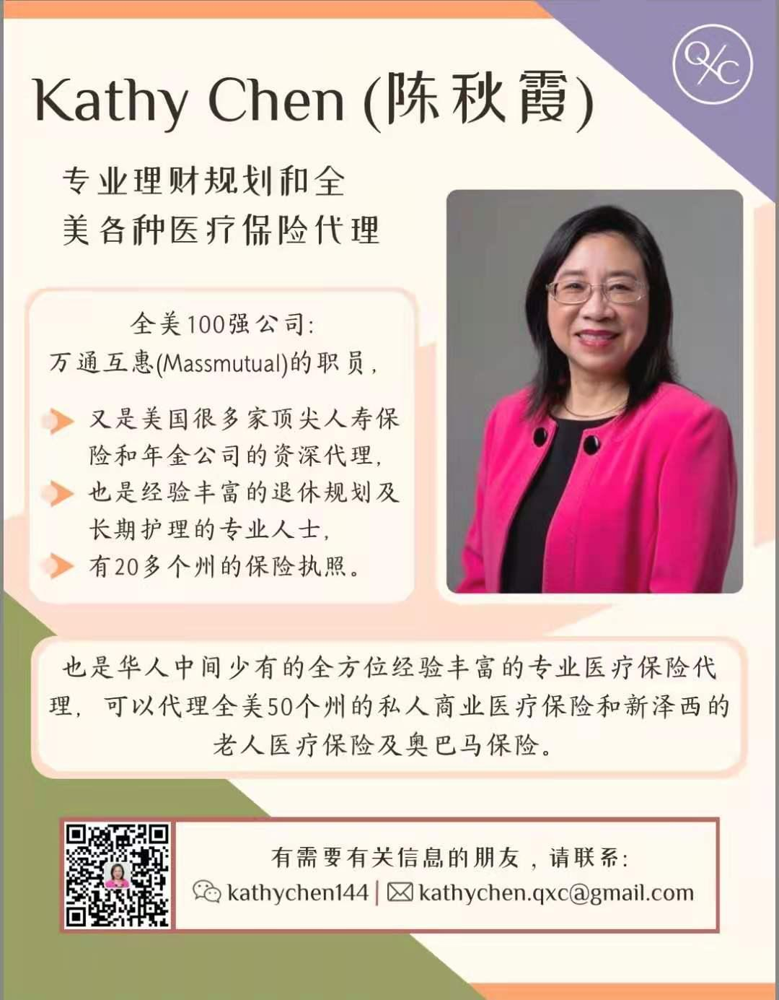 QXC
Kathy Chen (陈秋霞)
专业理财规划和全
美各种医疗保险代理
全美100强公司:
万通互惠(Massmutual)的职员，
又是美国很多家顶尖人寿保
险和年金公司的资深代理,
也是经验丰富的退休规划及
长期护理的专业人士,
有20多个州的保险执照。
也是华人中间少有的全方位经验丰富的专业医疗保险代
理， 可以代理全美50个州的私人商业医疗保险和新泽西的
老人医疗保险及奥巴马保险。
有需要有关信息的朋友，请联系:
kathychen144 | kathychen.qxc@gmail.com